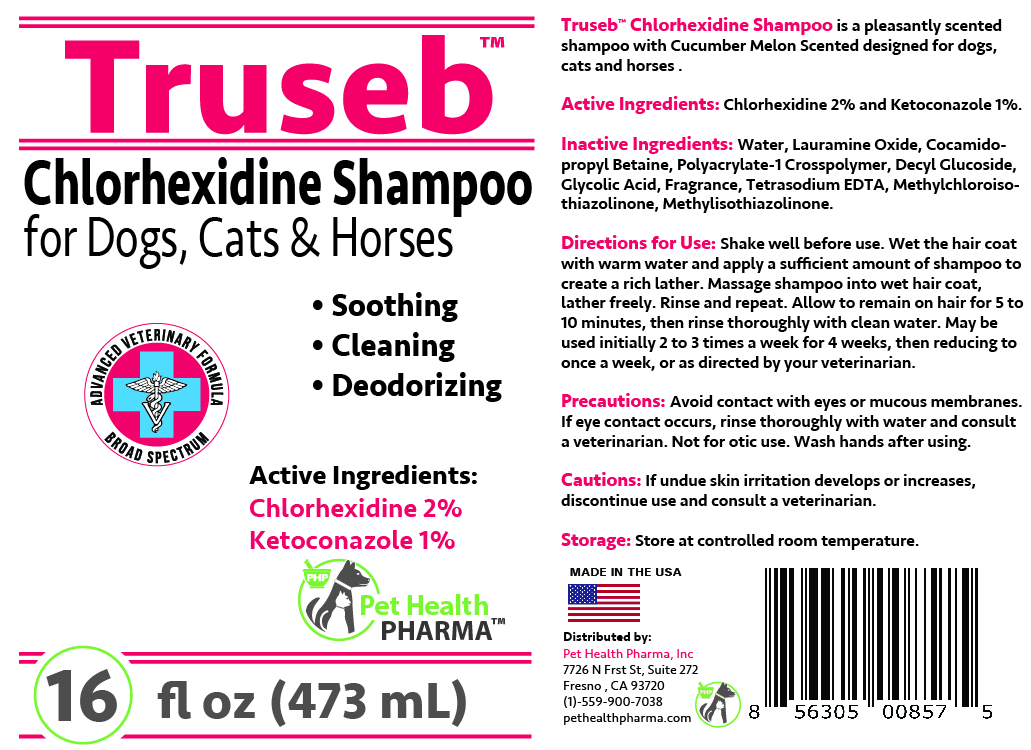 Truseb™
Chlorhexidine Shampoo
for Dogs, Cats & Horses
• Soothing
• Cleaning
• Deodorizing
ADVANCED VETERINARY FORMULA
BROAD SPECTRUM
Active Ingredients:
Chlorhexidine 2%
Ketoconazole 1%
PHP
Pet Health
PHARMA™
16 fl oz (473 mL)
Truseb™ Chlorhexidine Shampoo is a pleasantly scented
shampoo with Cucumber Melon Scented designed for dogs,
cats and horses .
Active Ingredients: Chlorhexidine 2% and Ketoconazole 1%.
Inactive Ingredients: Water, Lauramine Oxide, Cocamido-
propyl Betaine, Polyacrylate-1 Crosspolymer, Decyl Glucoside,
Glycolic Acid, Fragrance, Tetrasodium EDTA, Methylchloroiso-
thiazolinone, Methylisothiazolinone.
Directions for Use: Shake well before use. Wet the hair coat
with warm water and apply a sufficient amount of shampoo to
create a rich lather. Massage shampoo into wet hair coat,
lather freely. Rinse and repeat. Allow to remain on hair for 5 to
10 minutes, then rinse thoroughly with clean water. May be
used initially 2 to 3 times a week for 4 weeks, then reducing to
once a week, or as directed by your veterinarian.
Precautions: Avoid contact with eyes or mucous membranes.
If eye contact occurs, rinse thoroughly with water and consult
a veterinarian. Not for otic use. Wash hands after using.
Cautions: If undue skin irritation develops or increases,
discontinue use and consult a veterinarian.
Storage: Store at controlled room temperature.
MADE IN THE USA
Distributed by:
Pet Health Pharma, Inc
7726 N Frst St, Suite 272
Fresno , CA 93720
(1)-559-900-7038
pethealthpharma.com
PHP
8 56305 00857 5